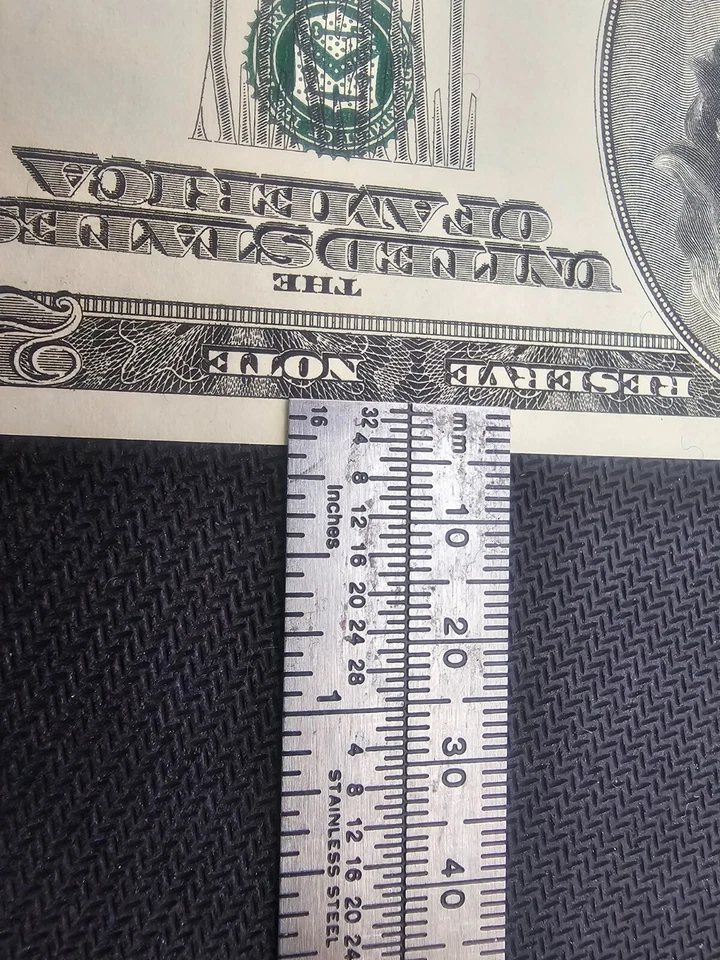 RESERVE NOTE
2
THE
UNITED STATES
OF AMERICA
mm 10 20 30 40
32 4 8 12 16 20 24 28 4 8 12 16 20 24
16 Inches 1 STAINLESS STEEL